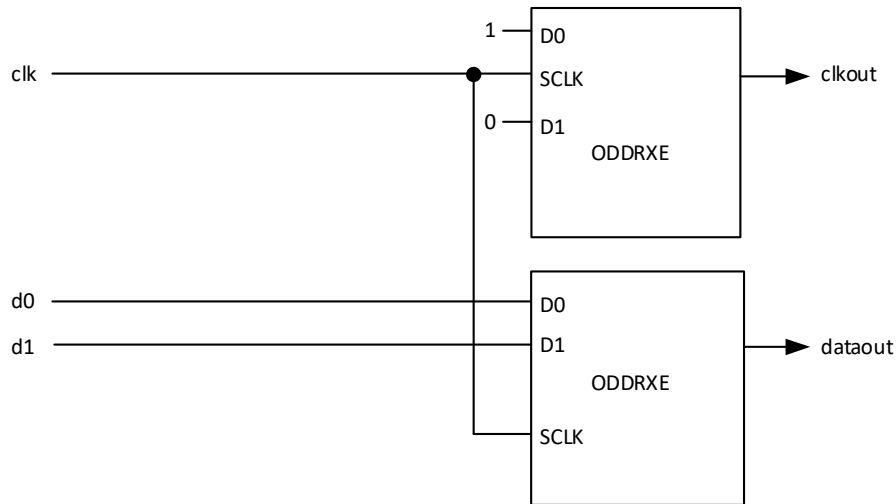 1
D0
clk
SCLK
clkout
0
D1
ODDRXE
d0
D0
d1
D1
dataout
ODDRXE
SCLK